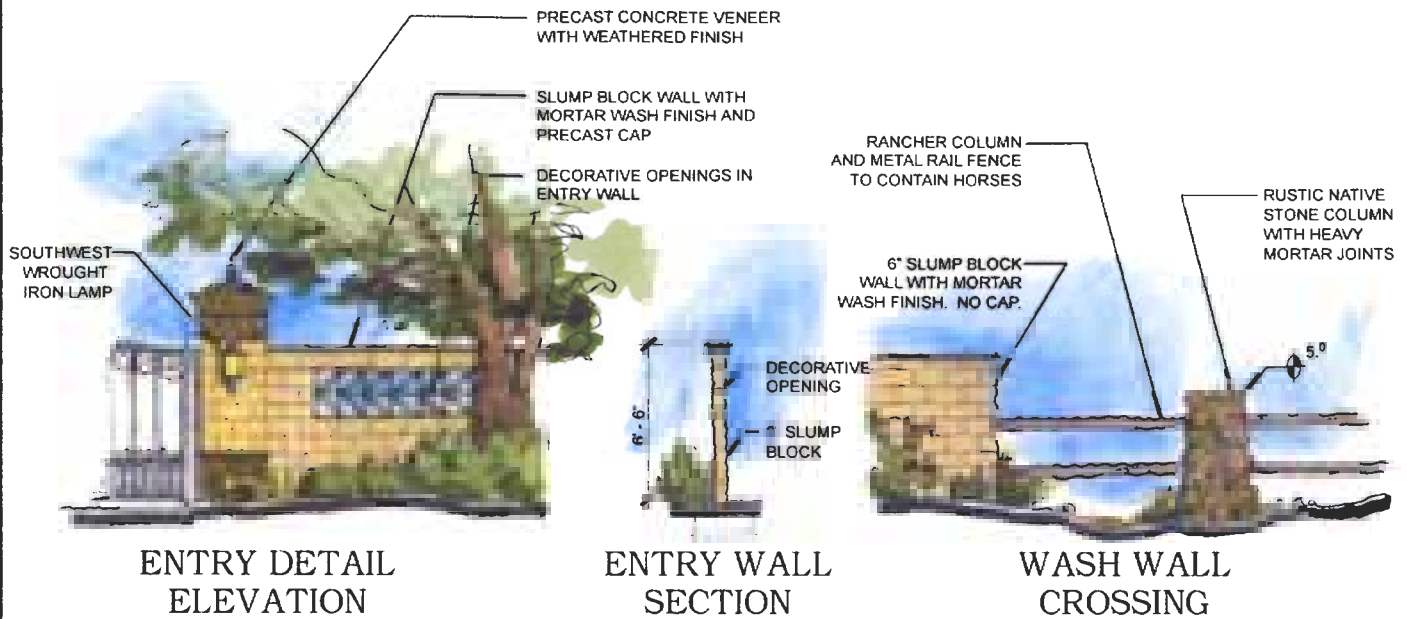 PRECAST CONCRETE VENEER
WITH WEATHERED FINISH
SLUMP BLOCK WALL WITH
MORTAR WASH FINISH AND
PRECAST CAP
DECORATIVE OPENINGS IN
ENTRY WALL
SOUTHWEST
WROUGHT
IRON LAMP
RANCHER COLUMN
AND METAL RAIL FENCE
TO CONTAIN HORSES
RUSTIC NATIVE
STONE COLUMN
WITH HEAVY
MORTAR JOINTS
6" SLUMP BLOCK
WALL WITH MORTAR
WASH FINISH. NO CAP.
5.0
6' - 6"
DECORATIVE
OPENING
SLUMP
BLOCK
ENTRY DETAIL
ELEVATION
ENTRY WALL
SECTION
WASH WALL
CROSSING